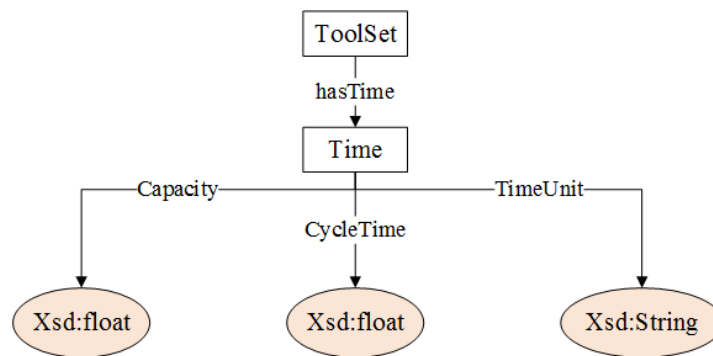 ToolSet
hasTime
Time
Capacity
TimeUnit
CycleTime
Xsd:float
Xsd:float
Xsd:String